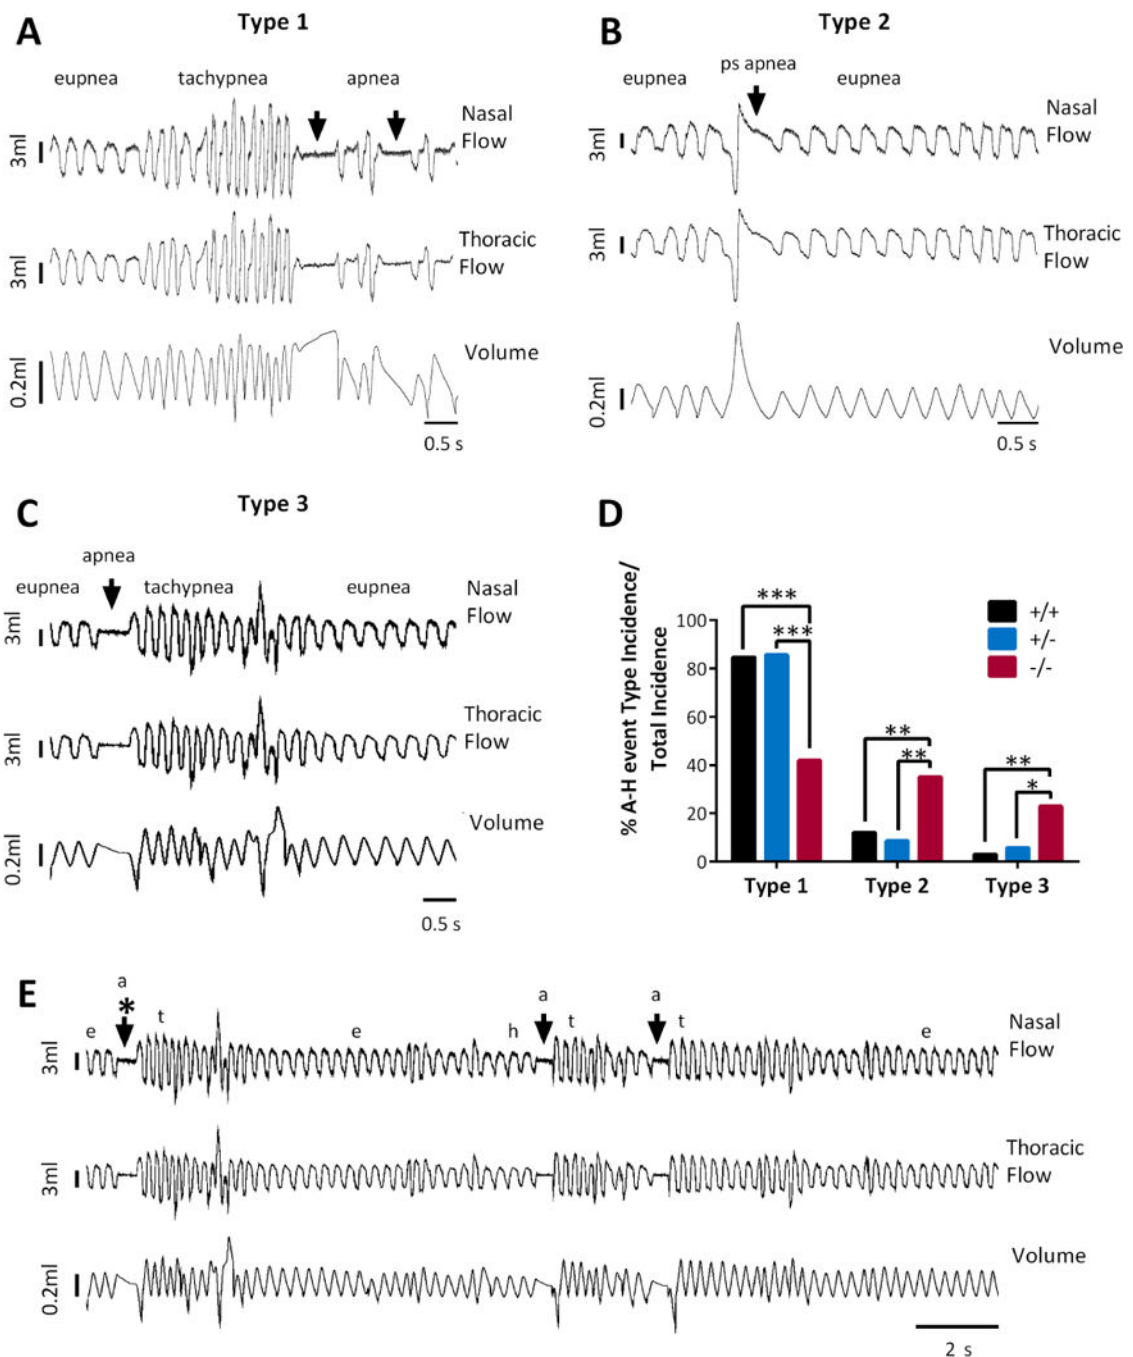 A
Type 1
eupnea
tachypnea
apnea
Nasal
Flow
3ml
Thoracic
Flow
3ml
Volume
0.2ml
0.5 s
B
Type 2
eupnea
ps apnea
eupnea
Nasal
Flow
3ml
Thoracic
Flow
3ml
Volume
0.2ml
0.5 s
C
Type 3
apnea
eupnea
tachypnea
eupnea
Nasal
Flow
3ml
Thoracic
Flow
3ml
Volume
0.2ml
0.5 s
D
% A-H event Type Incidence/
Total Incidence
100
80
60
40
20
0
***
***
**
**
**
*
+/+
+/-
-/-
Type 1
Type 2
Type 3
E
a
*
e
t
e
h
a
t
a
t
e
Nasal
Flow
3ml
Thoracic
Flow
3ml
Volume
0.2ml
2 s